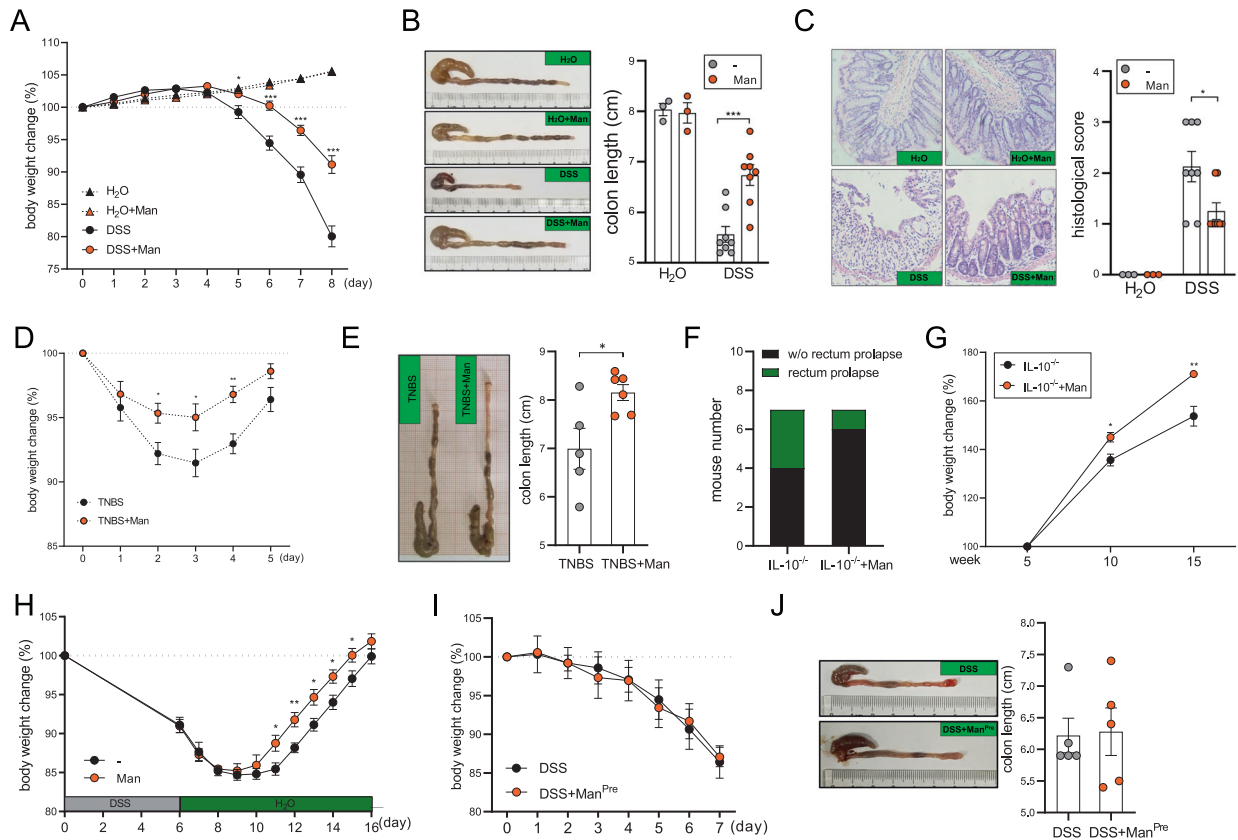 A
body weight change (%)
110
105
100
95
90
85
80
75
0 1 2 3 4 5 6 7 8 (day)
* *** *** ***
H₂O
H₂O+Man
DSS
DSS+Man
B
H₂O
H₂O+Man
DSS
DSS+Man
colon length (cm)
9
8
7
6
5
-
Man
***
H₂O DSS
C
H₂O
H₂O+Man
DSS
DSS+Man
histological score
4
3
2
1
0
-
Man
*
H₂O DSS
D
body weight change (%)
100
95
90
85
* * **
TNBS
TNBS+Man
0 1 2 3 4 5 (day)
E
TNBS
TNBS+Man
colon length (cm)
9
8
7
6
5
*
TNBS TNBS+Man
F
w/o rectum prolapse
rectum prolapse
mouse number
10
8
6
4
2
0
IL-10⁻/⁻ IL-10⁻/⁻+Man
G
body weight change (%)
180
160
140
120
100
IL-10⁻/⁻
IL-10⁻/⁻+Man
* **
week 5 10 15
H
body weight change (%)
105
100
95
90
85
80
* ** * * *
-
Man
DSS H₂O
0 2 4 6 8 10 11 12 14 16 (day)
I
body weight change (%)
105
100
95
90
85
80
DSS
DSS+Manᴾʳᵉ
0 1 2 3 4 5 6 7 (day)
J
DSS
DSS+Manᴾʳᵉ
colon length (cm)
8.0
7.5
7.0
6.5
6.0
5.5
5.0
DSS DSS+Manᴾʳᵉ